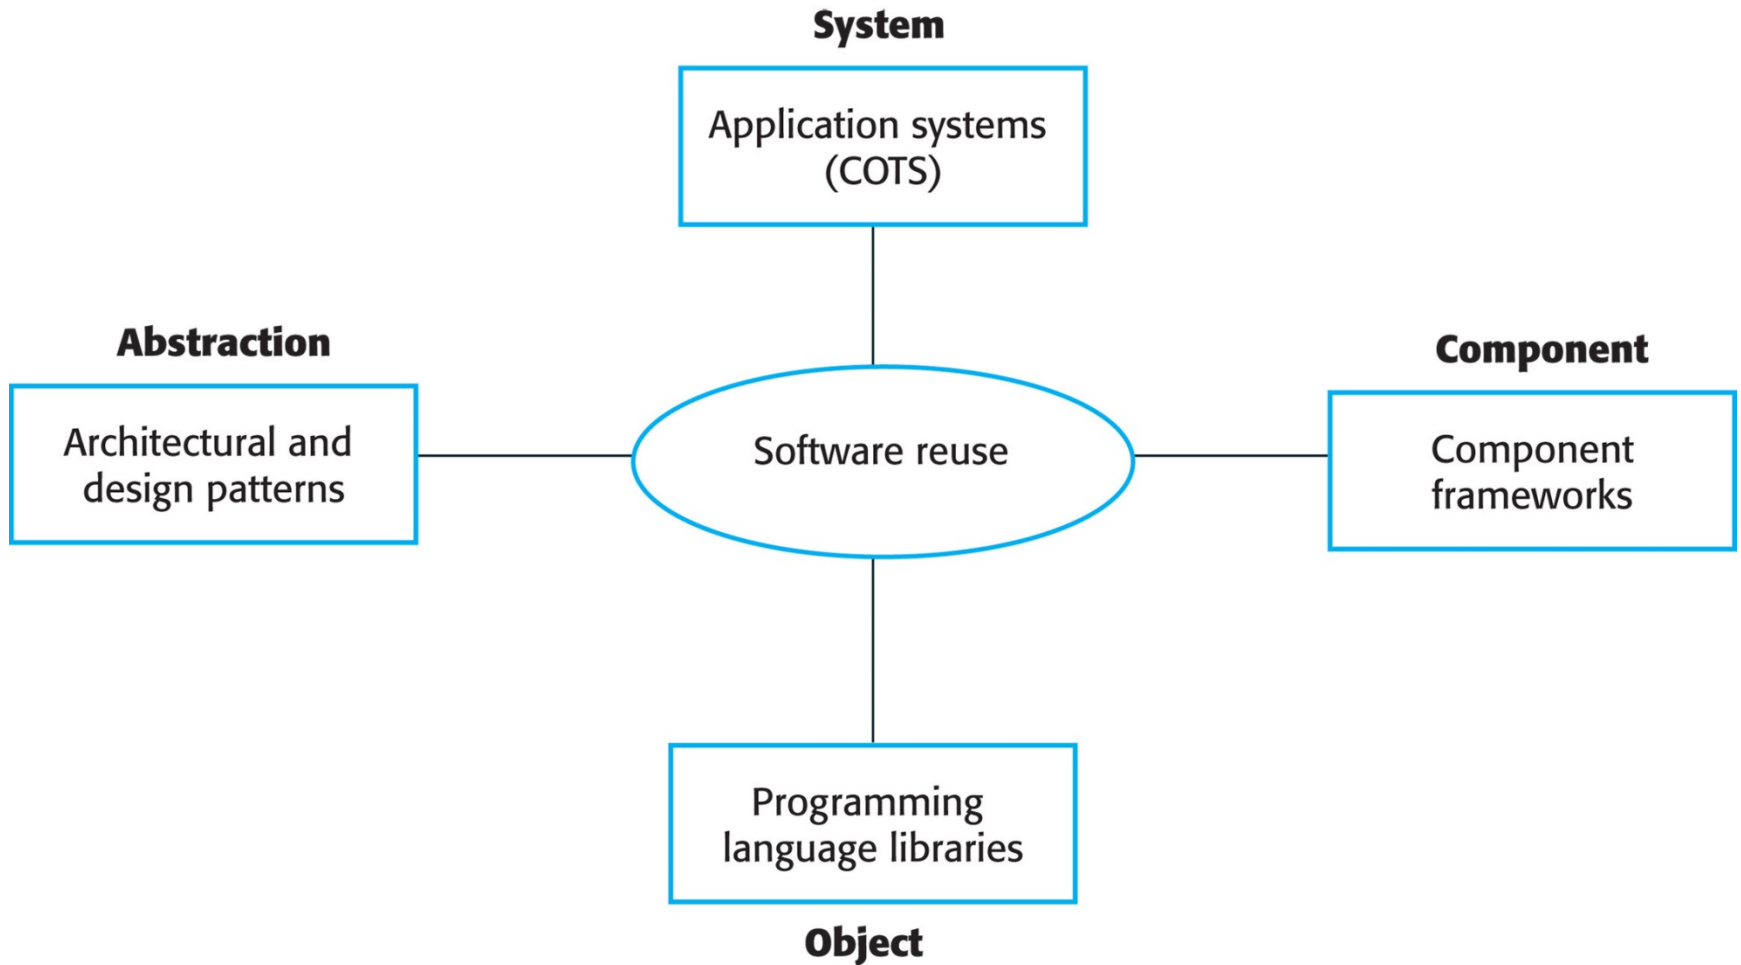 System
Application systems
(COTS)
Abstraction
Architectural and
design patterns
Software reuse
Component
Component
frameworks
Programming
language libraries
Object